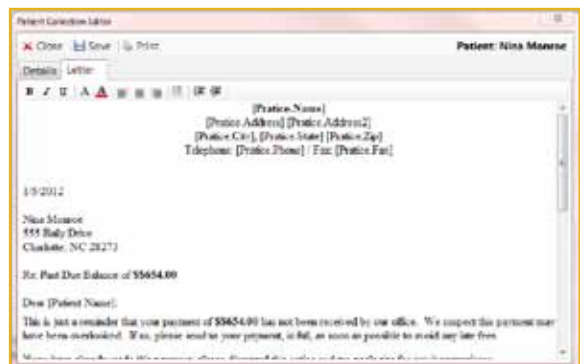 Patient Collection Letter
Close Save Print Patient: Nina Monroe
Details Letter
B I U A A
[Pratice.Name]
[Pratice.Address] [Pratice.Address2]
[Pratice.City], [Pratice.State] [Pratice.Zip]
Telephone: [Pratice.Phone] / Fax: [Pratice.Fax]
1/5/2012
Nina Monroe
555 Rally Drive
Charlotte, NC 28273
Re: Past Due Balance of $$654.00
Dear [Patient Name]:
This is just a reminder that your payment of $$654.00 has not been received by our office. We suspect this payment may
have been overlooked. If so, please send us your payment, in full, as soon as possible to avoid any late fees.